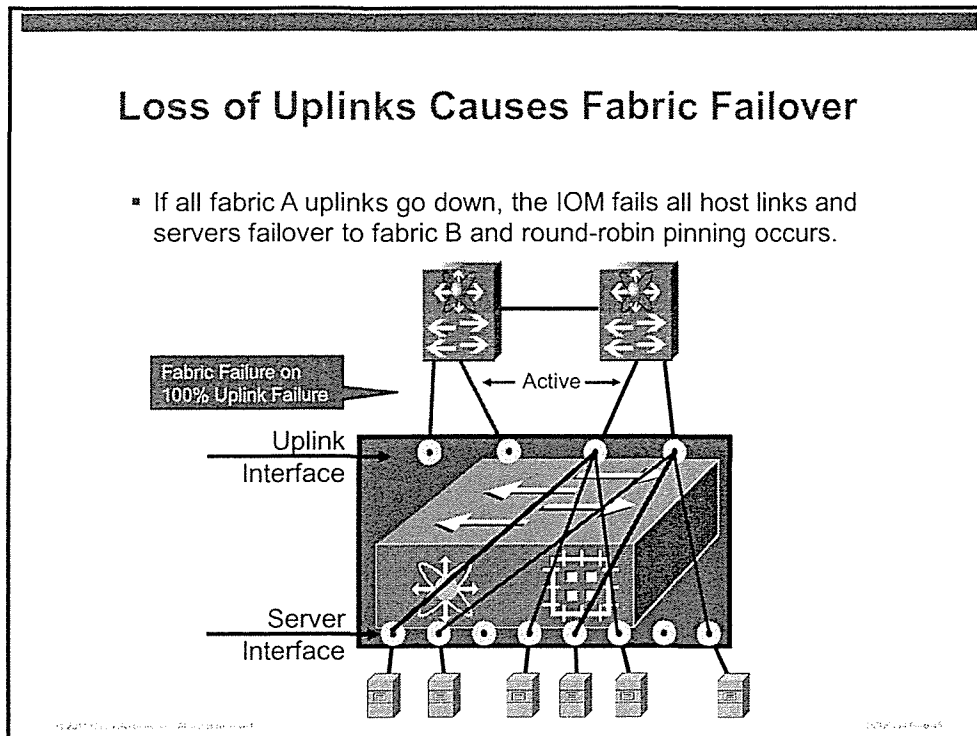 Loss of Uplinks Causes Fabric Failover
▪ If all fabric A uplinks go down, the IOM fails all host links and
servers failover to fabric B and round-robin pinning occurs.
Fabric Failure on
100% Uplink Failure
Active
Uplink
Interface
Server
Interface